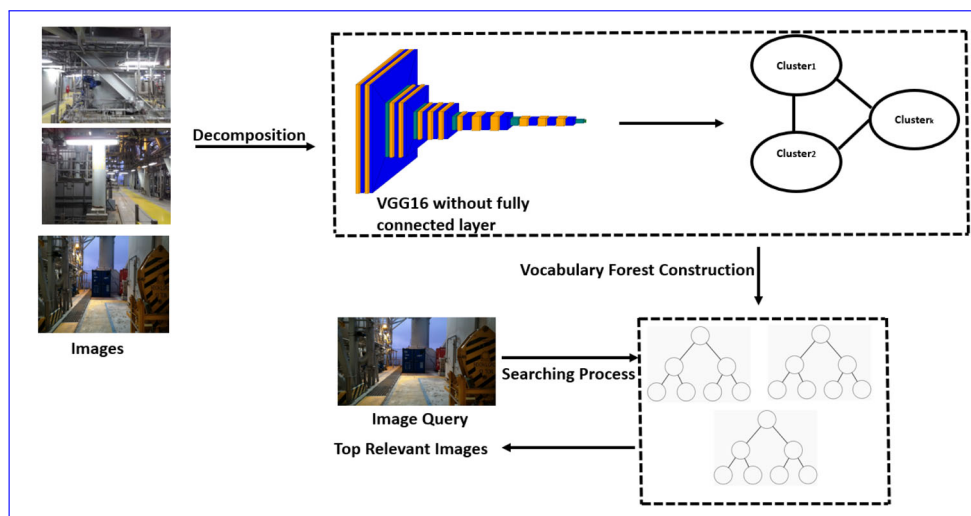 Decomposition
Cluster1
Cluster2
Clusterk
VGG16 without fully
connected layer
Images
Vocabulary Forest Construction
Searching Process
Image Query
Top Relevant Images